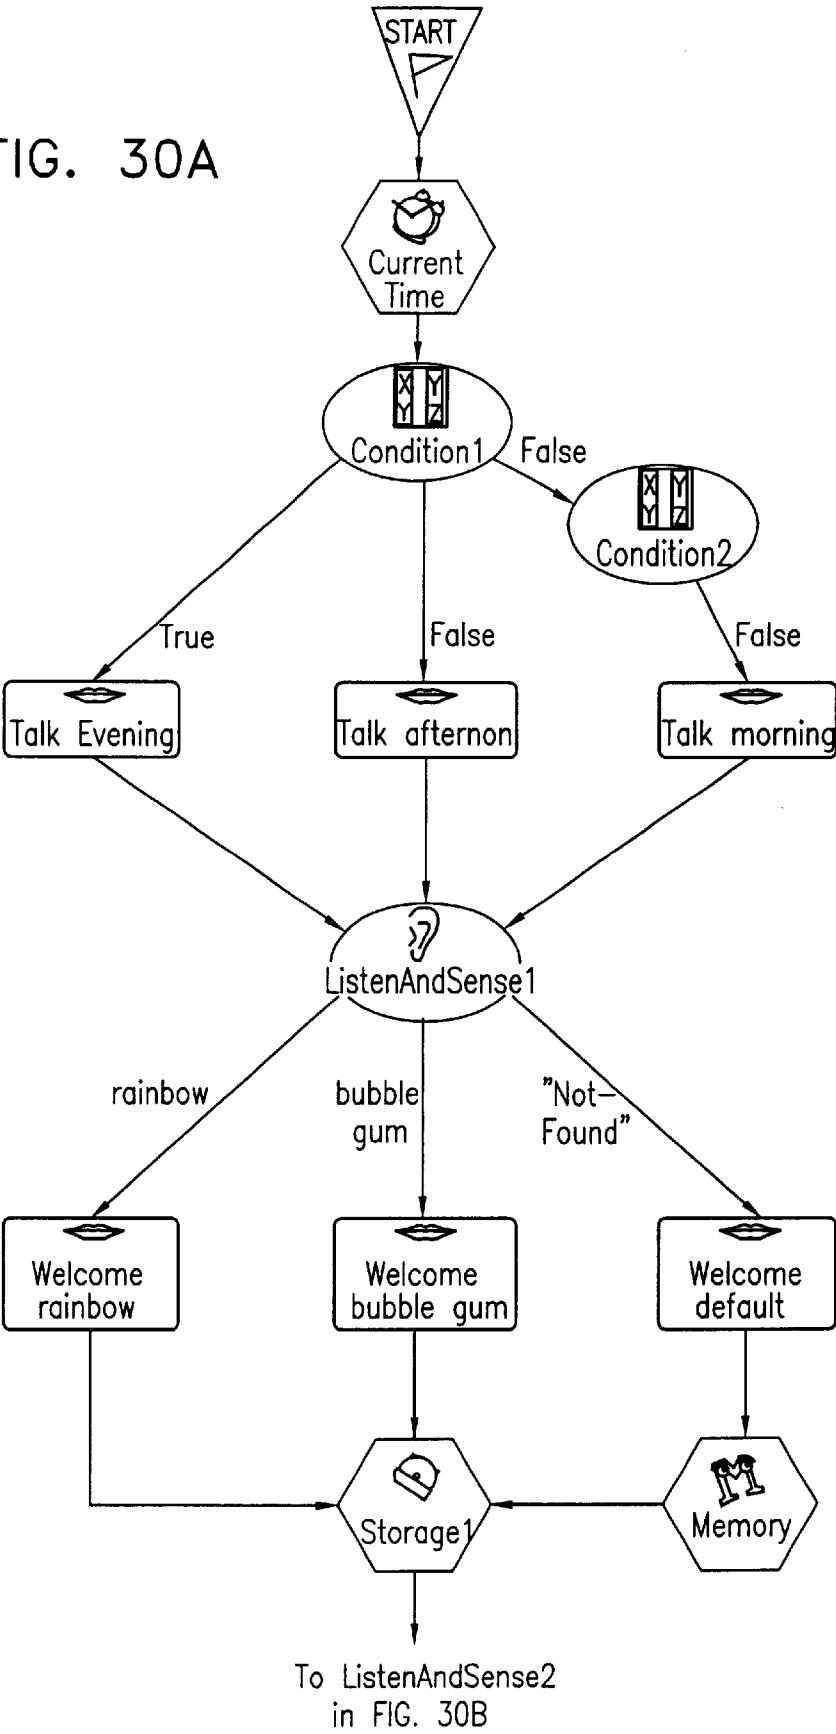 START
FIG. 30A
Current
Time
X Y
Y Z
Condition1
False
X Y
Y Z
Condition2
True
False
False
Talk Evening
Talk afternon
Talk morning
ListenAndSense1
rainbow
bubble
gum
"Not-
Found"
Welcome
rainbow
Welcome
bubble gum
Welcome
default
Storage1
M
Memory
To ListenAndSense2
in FIG. 30B